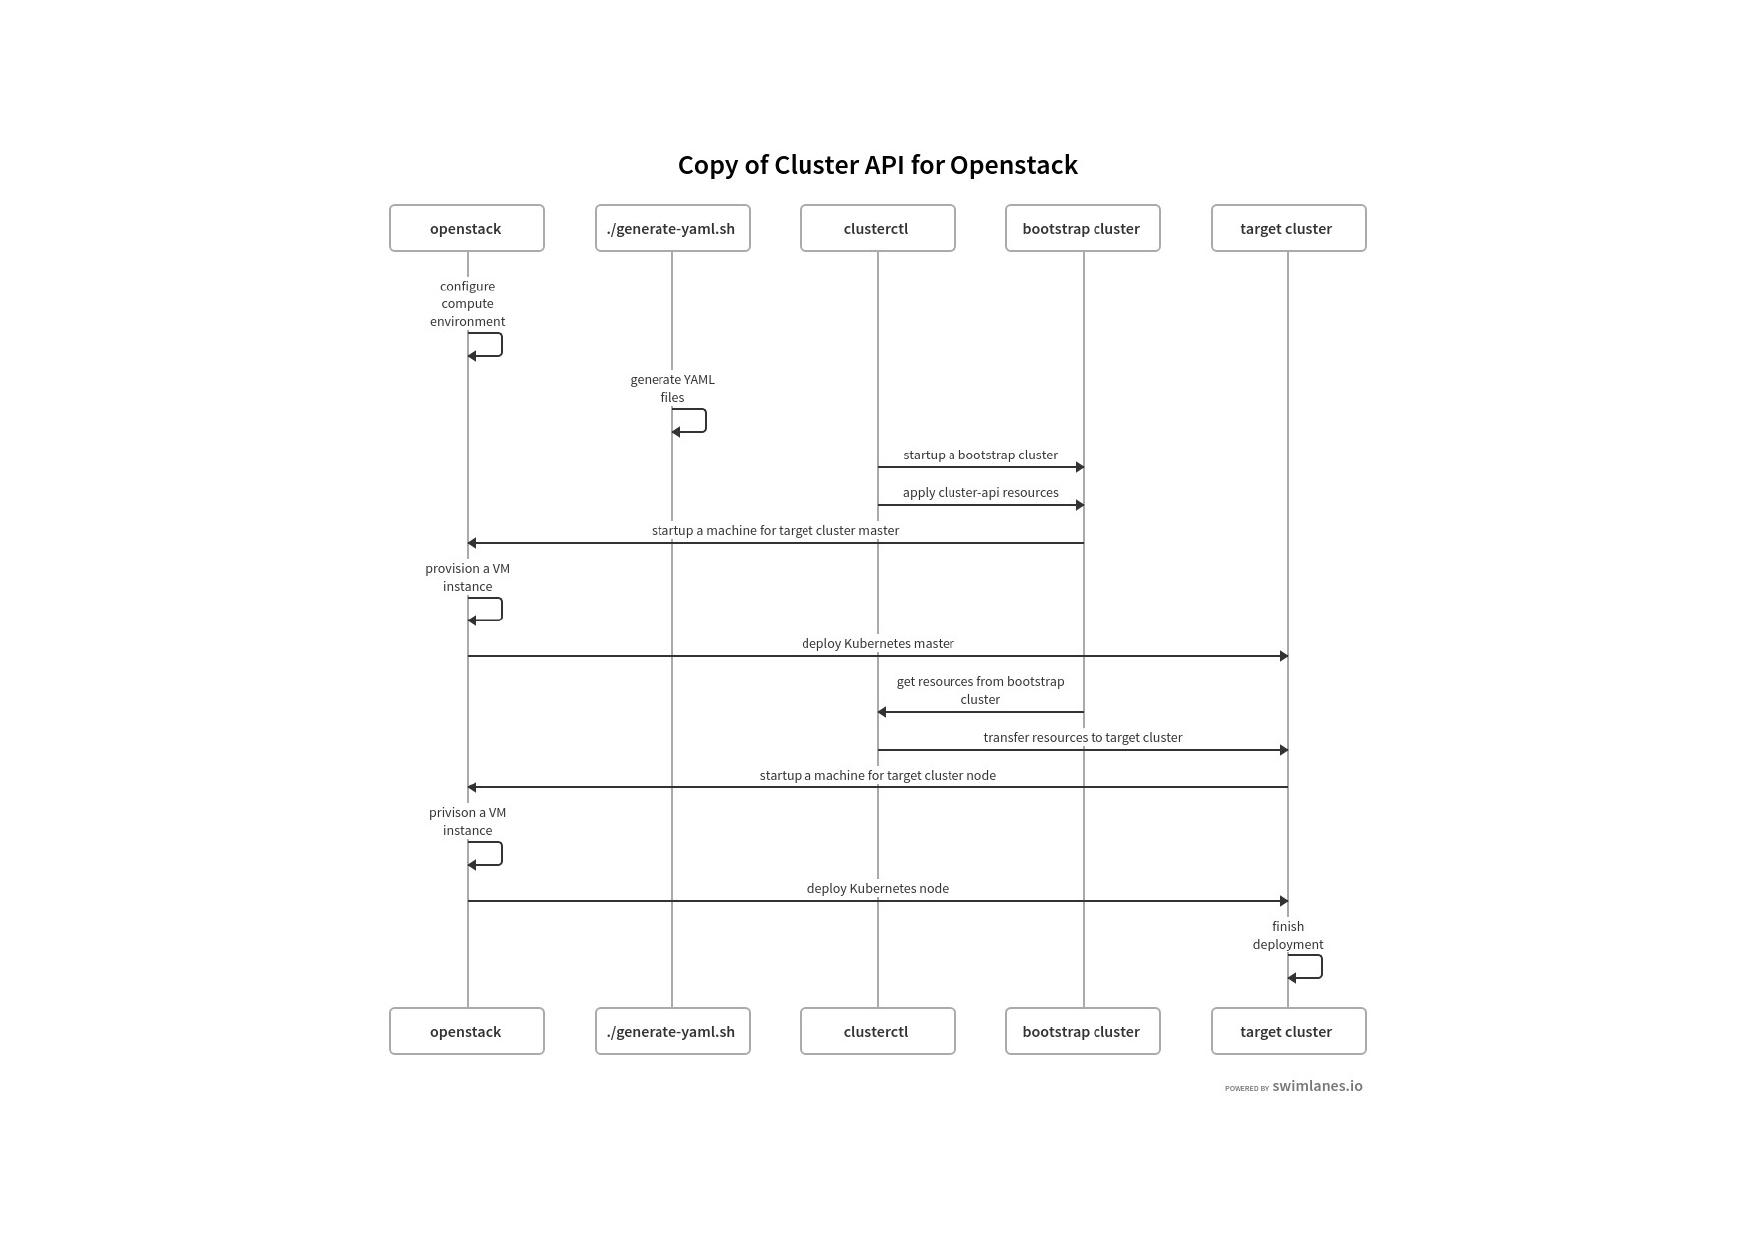 Copy of Cluster API for Openstack
openstack
./generate-yaml.sh
clusterctl
bootstrap cluster
target cluster
configure
compute
environment
generate YAML
files
startup a bootstrap cluster
apply cluster-api resources
startup a machine for target cluster master
provision a VM
instance
deploy Kubernetes master
get resources from bootstrap
cluster
transfer resources to target cluster
startup a machine for target cluster node
privison a VM
instance
deploy Kubernetes node
finish
deployment
openstack
./generate-yaml.sh
clusterctl
bootstrap cluster
target cluster
POWERED BY swimlanes.io